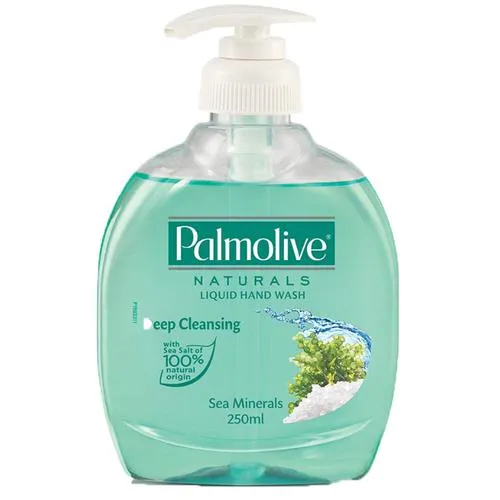 Palmolive®
NATURALS
LIQUID HAND WASH
Deep Cleansing
with
Sea Salt of
100%
natural
origin
Sea Minerals
250ml